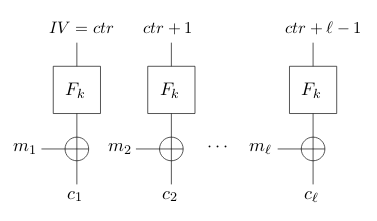 IV = ctr ctr + 1 ctr + ℓ − 1
F_k F_k F_k
m_1 m_2 ⋯ m_ℓ
c_1 c_2 c_ℓ